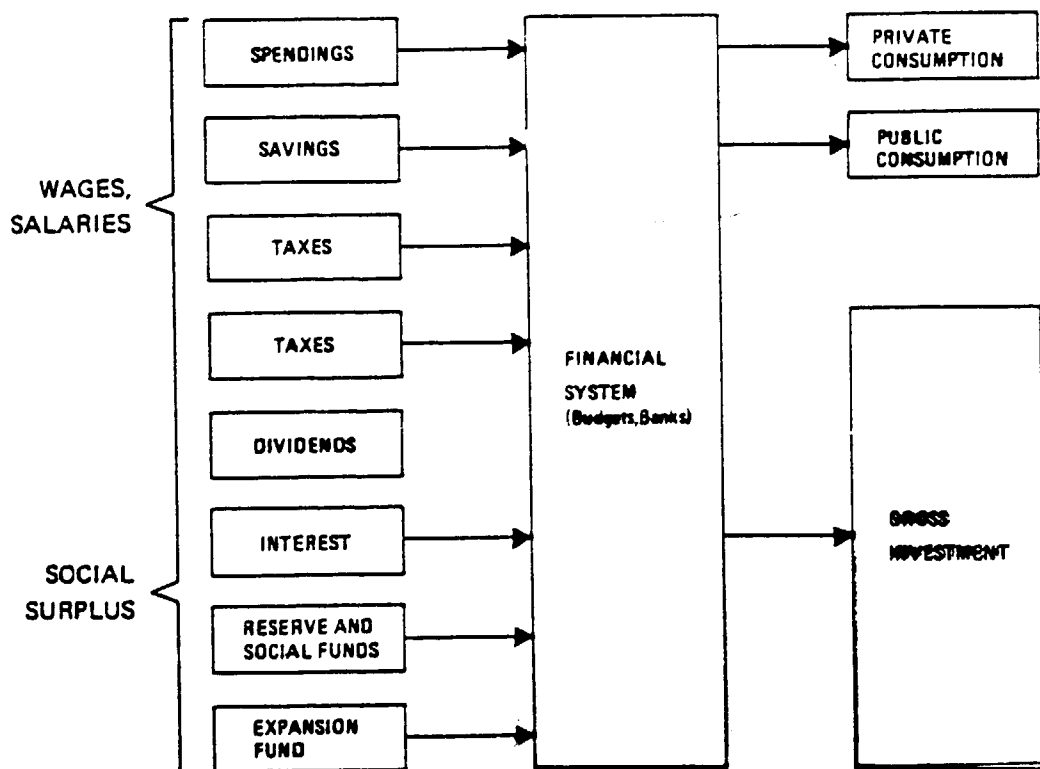 WAGES,
SALARIES
SOCIAL
SURPLUS
SPENDINGS
SAVINGS
TAXES
TAXES
DIVIDENDS
INTEREST
RESERVE AND
SOCIAL FUNDS
EXPANSION
FUND
FINANCIAL
SYSTEM
(Budgets, Banks)
PRIVATE
CONSUMPTION
PUBLIC
CONSUMPTION
GROSS
INVESTMENT